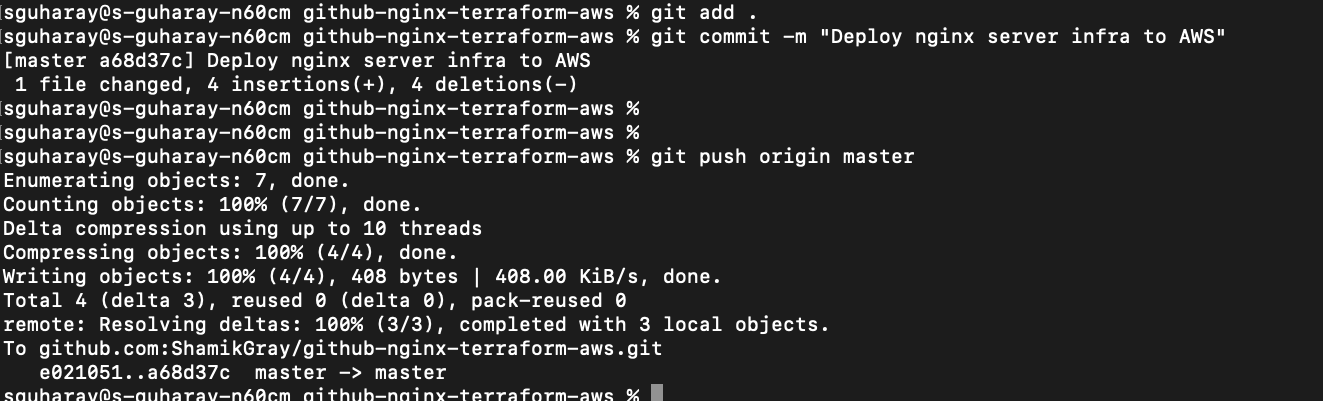 [sguharay@s-guharay-n60cm github-nginx-terraform-aws % git add .
[sguharay@s-guharay-n60cm github-nginx-terraform-aws % git commit -m "Deploy nginx server infra to AWS"
[master a68d37c] Deploy nginx server infra to AWS
 1 file changed, 4 insertions(+), 4 deletions(-)
[sguharay@s-guharay-n60cm github-nginx-terraform-aws %
[sguharay@s-guharay-n60cm github-nginx-terraform-aws %
[sguharay@s-guharay-n60cm github-nginx-terraform-aws % git push origin master
Enumerating objects: 7, done.
Counting objects: 100% (7/7), done.
Delta compression using up to 10 threads
Compressing objects: 100% (4/4), done.
Writing objects: 100% (4/4), 408 bytes | 408.00 KiB/s, done.
Total 4 (delta 3), reused 0 (delta 0), pack-reused 0
remote: Resolving deltas: 100% (3/3), completed with 3 local objects.
To github.com:ShamikGray/github-nginx-terraform-aws.git
   e021051..a68d37c  master -> master
sguharay@s-guharay-n60cm github-nginx-terraform-aws %